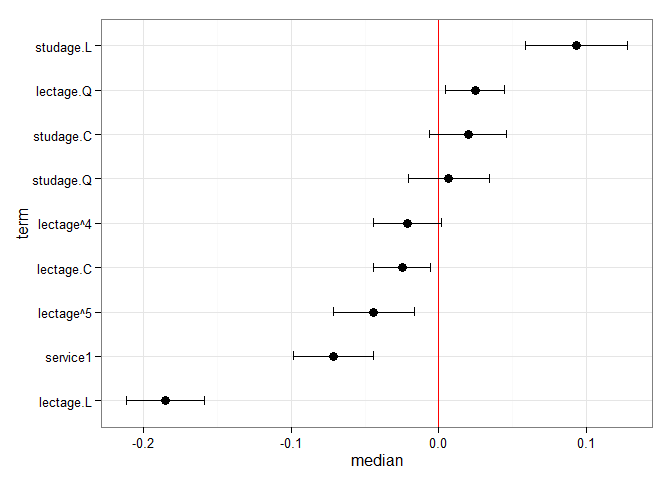 studage.L
lectage.Q
studage.C
studage.Q
lectage^4
lectage.C
lectage^5
service1
lectage.L
term
-0.2 -0.1 0.0 0.1
median